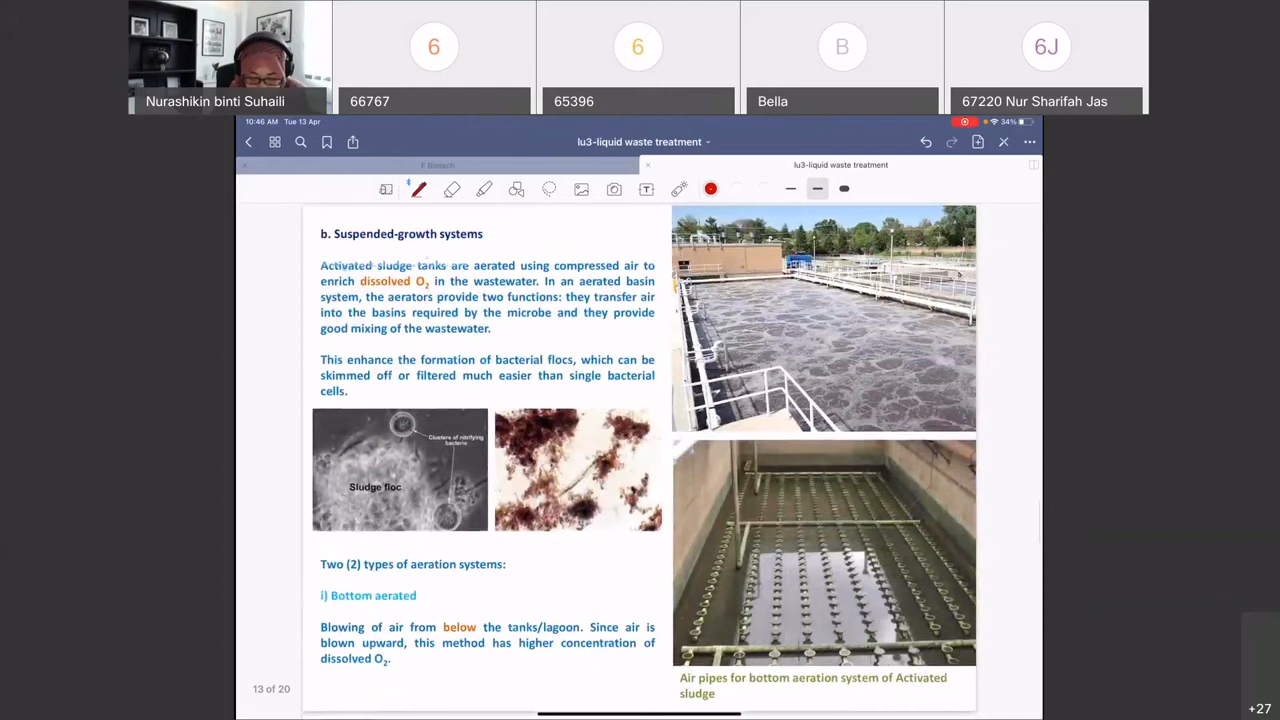 6
6
B
6J
Nurashikin binti Suhaili
66767
65396
Bella
67220 Nur Sharifah Jas
10:46 AM Tue 13 Apr
34%
lu3-liquid waste treatment
E Biotech
lu3-liquid waste treatment
b. Suspended-growth systems
Activated sludge tanks are aerated using compressed air to
enrich dissolved O2 in the wastewater. In an aerated basin
system, the aerators provide two functions: they transfer air
into the basins required by the microbe and they provide
good mixing of the wastewater.
This enhance the formation of bacterial flocs, which can be
skimmed off or filtered much easier than single bacterial
cells.
Clusters of nitrifying
bacteria
Sludge floc
Two (2) types of aeration systems:
i) Bottom aerated
Blowing of air from below the tanks/lagoon. Since air is
blown upward, this method has higher concentration of
dissolved O2.
Air pipes for bottom aeration system of Activated
sludge
13 of 20
+27